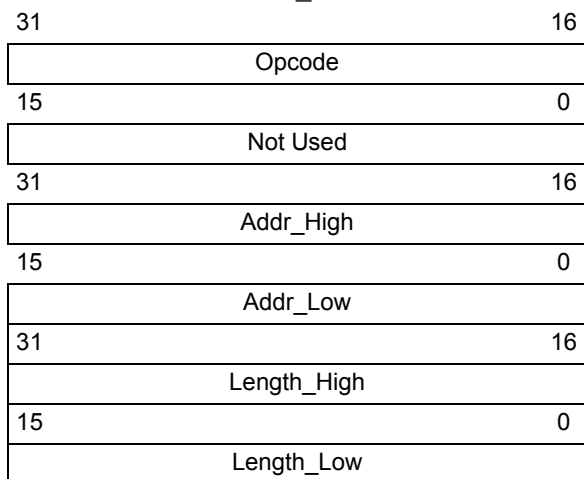 31 16
Opcode
15 0
Not Used
31 16
Addr_High
15 0
Addr_Low
31 16
Length_High
15 0
Length_Low